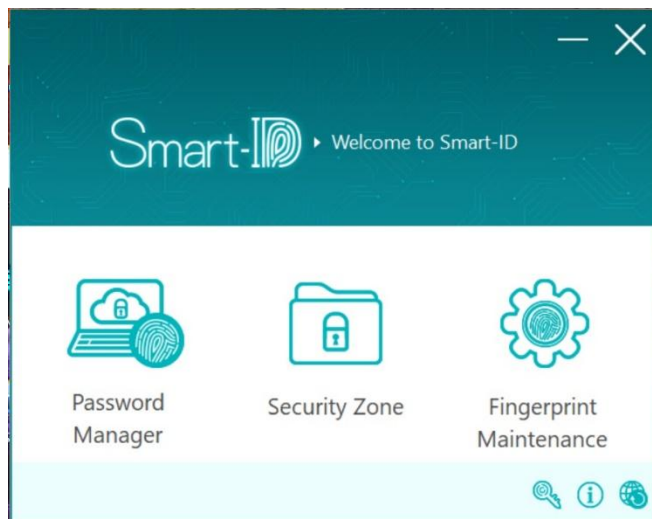 Smart-ID Welcome to Smart-ID
Password
Manager
Security Zone
Fingerprint
Maintenance